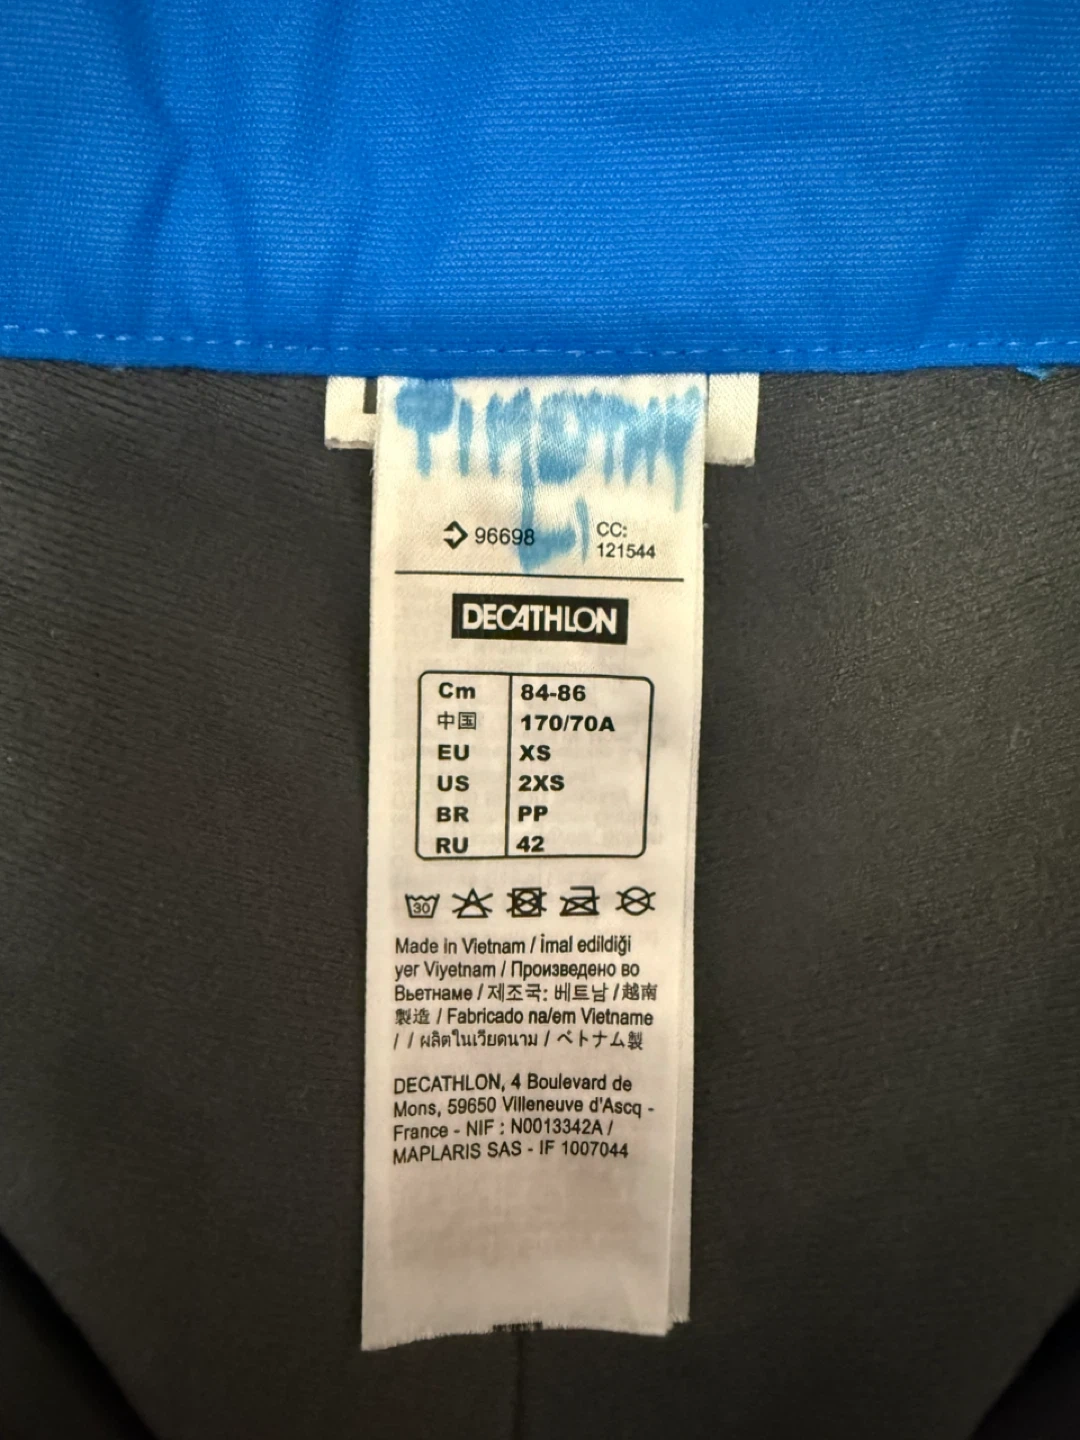 TIMOTHY
LI
96698 CC:
121544
DECATHLON
Cm 84-86
中国 170/70A
EU XS
US 2XS
BR PP
RU 42
30
Made in Vietnam / İmal edildiği
yer Viyetnam / Произведено во
Вьетнаме / 제조국: 베트남 / 越南
製造 / Fabricado na/em Vietname
/ / ผลิตในเวียดนาม / ベトナム製
DECATHLON, 4 Boulevard de
Mons, 59650 Villeneuve d'Ascq -
France - NIF : N0013342A /
MAPLARIS SAS - IF 1007044